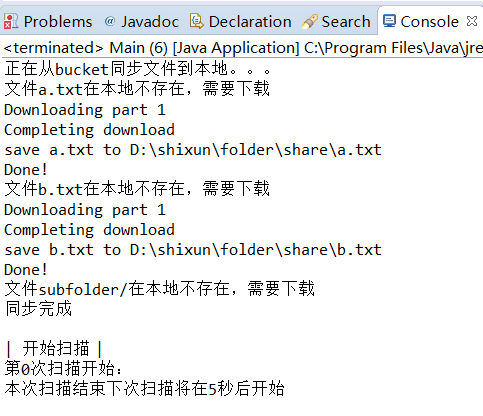 Problems @ Javadoc Declaration Search Console
<terminated> Main (6) [Java Application] C:\Program Files\Java\jre
正在从bucket同步文件到本地。。。
文件a.txt在本地不存在，需要下载
Downloading part 1
Completing download
save a.txt to D:\shixun\folder\share\a.txt
Done!
文件b.txt在本地不存在，需要下载
Downloading part 1
Completing download
save b.txt to D:\shixun\folder\share\b.txt
Done!
文件subfolder/在本地不存在，需要下载
同步完成
| 开始扫描 |
第0次扫描开始：
本次扫描结束下次扫描将在5秒后开始